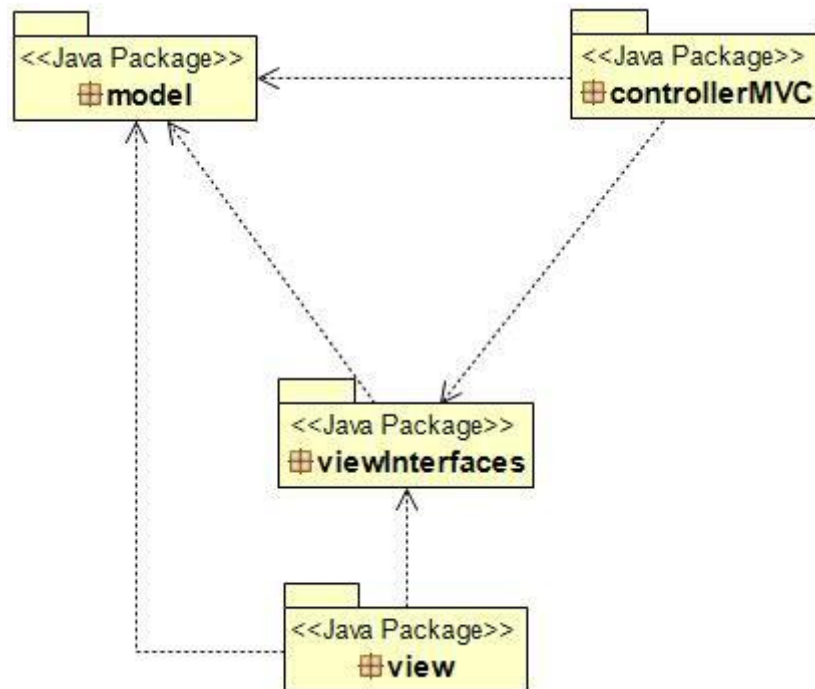 <<Java Package>>
model
<<Java Package>>
controllerMVC
<<Java Package>>
viewInterfaces
<<Java Package>>
view